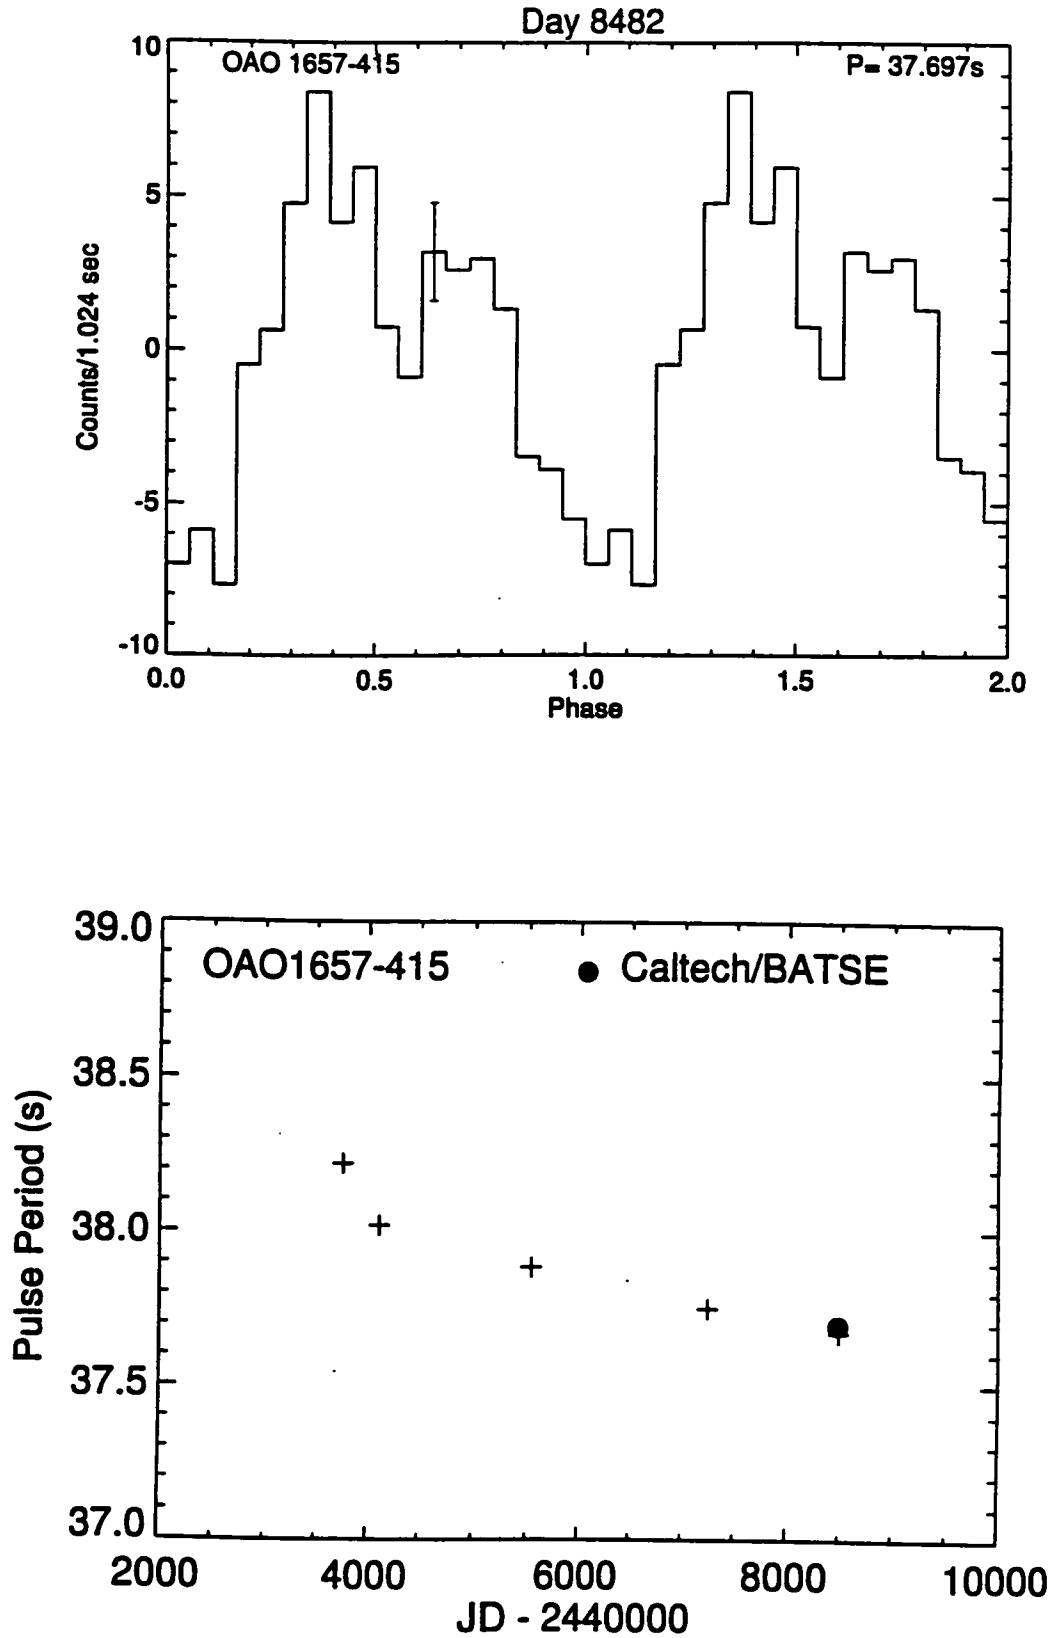 Day 8482
OAO 1657-415
P= 37.697s
10
5
0
-5
-10
Counts/1.024 sec
0.0 0.5 1.0 1.5 2.0
Phase
39.0
38.5
38.0
37.5
37.0
OAO1657-415
Caltech/BATSE
Pulse Period (s)
2000 4000 6000 8000 10000
JD - 2440000